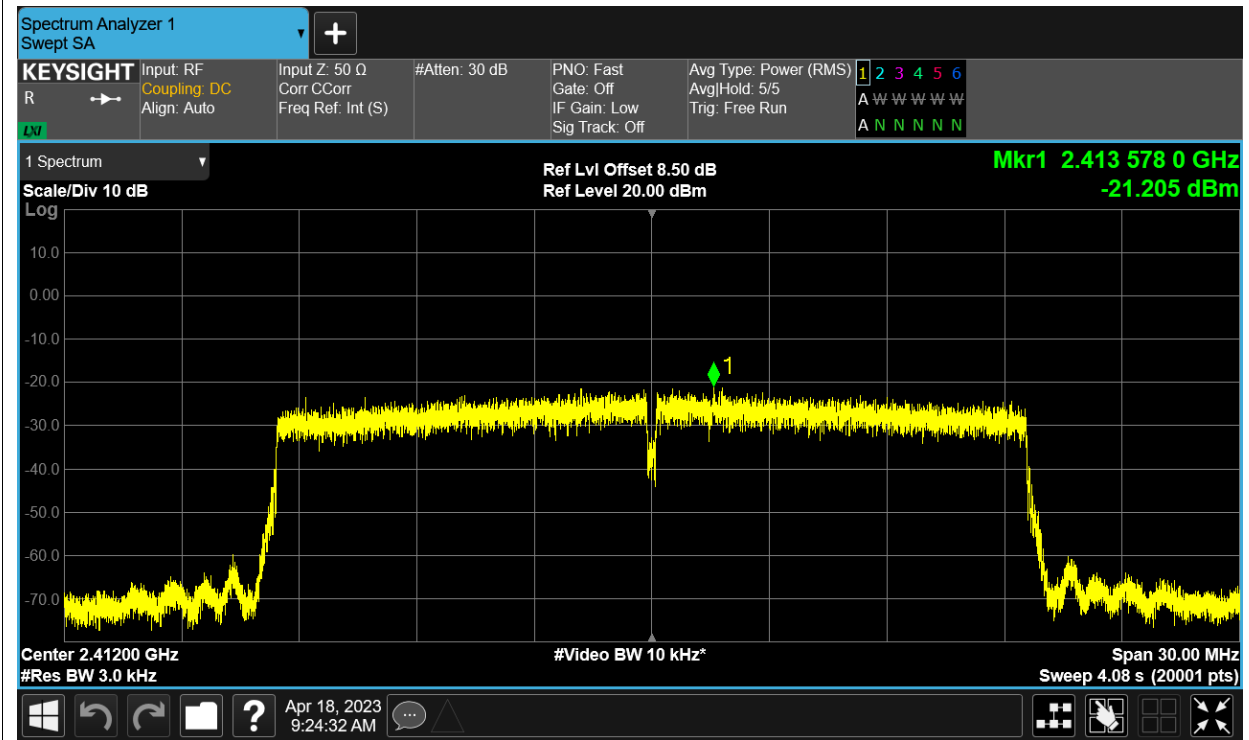 Spectrum Analyzer 1
Swept SA
KEYSIGHT
R
LXI
Input: RF
Coupling: DC
Align: Auto
Input Z: 50 Ω
Corr CCorr
Freq Ref: Int (S)
#Atten: 30 dB
PNO: Fast
Gate: Off
IF Gain: Low
Sig Track: Off
Avg Type: Power (RMS)
Avg|Hold: 5/5
Trig: Free Run
1 2 3 4 5 6
A W W W W W
A N N N N N
1 Spectrum
Scale/Div 10 dB
Log
Ref Lvl Offset 8.50 dB
Ref Level 20.00 dBm
Mkr1 2.413 578 0 GHz
-21.205 dBm
10.0
0.00
-10.0
-20.0
-30.0
-40.0
-50.0
-60.0
-70.0
1
Center 2.41200 GHz
#Res BW 3.0 kHz
#Video BW 10 kHz*
Span 30.00 MHz
Sweep 4.08 s (20001 pts)
?
Apr 18, 2023
9:24:32 AM